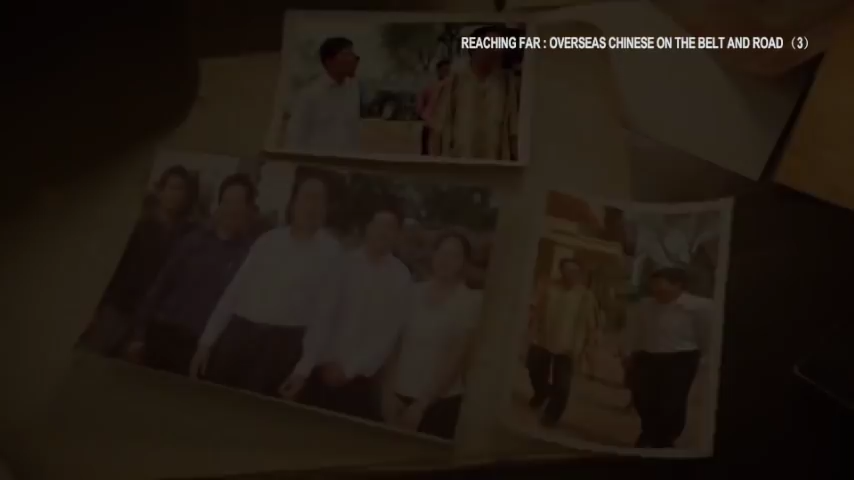 REACHING FAR : OVERSEAS CHINESE ON THE BELT AND ROAD（3）